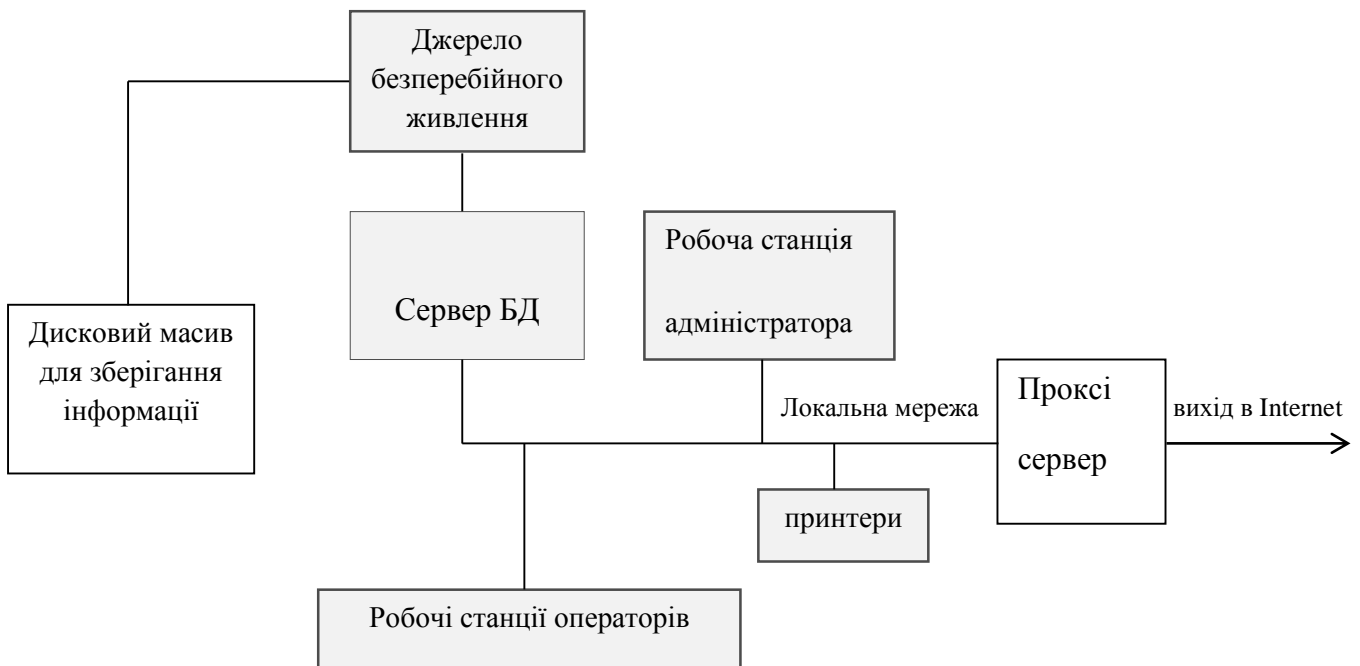 Джерело
безперебійного
живлення
Сервер БД
Робоча станція
адміністратора
Дисковий масив
для зберігання
інформації
Локальна мережа
Проксі
сервер
вихід в Internet
принтери
Робочі станції операторів